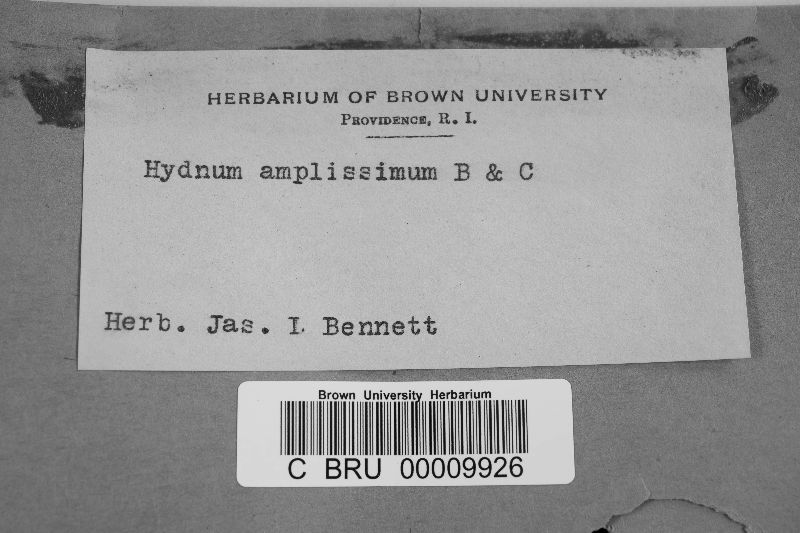 HERBARIUM OF BROWN UNIVERSITY
PROVIDENCE, R. I.
Hydnum amplissimum B & C
Herb. Jas. I. Bennett
Brown University Herbarium
C BRU 00009926